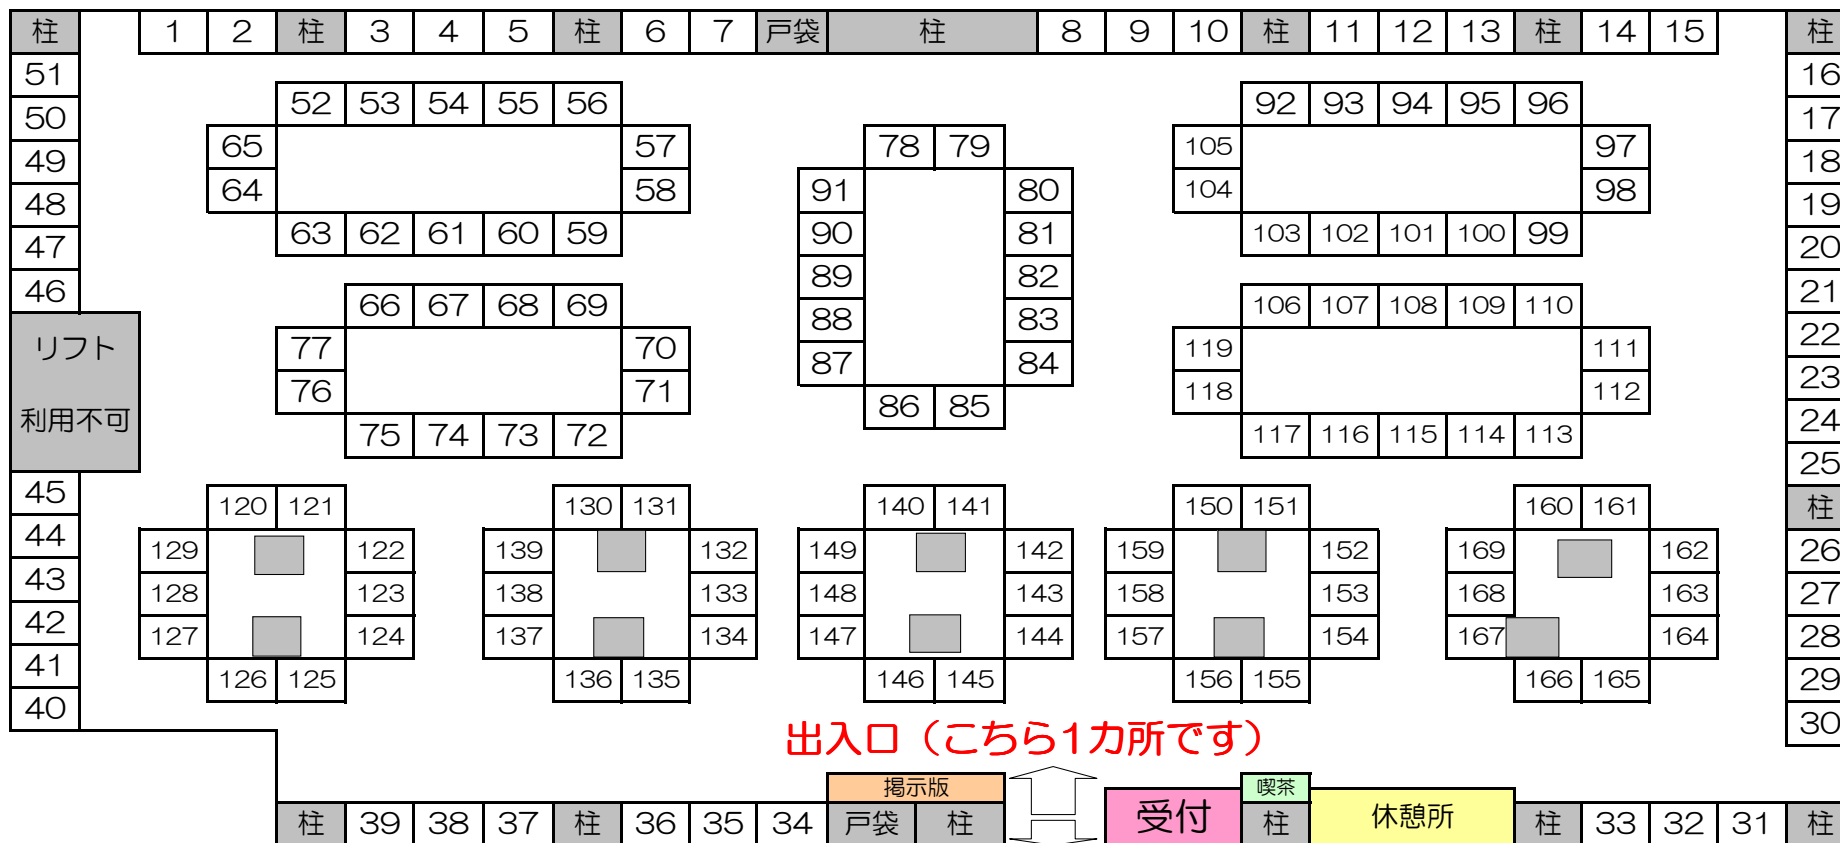 柱 1 2 柱 3 4 5 柱 6 7 戸袋 柱 8 9 10 柱 11 12 13 柱 14 15 柱
51 16
52 53 54 55 56 92 93 94 95 96
50 17
65 57 78 79 105 97
49 18
64 58 91 80 104 98
48 19
63 62 61 60 59 90 81 103 102 101 100 99
47 20
89 82
46 21
66 67 68 69 88 83 106 107 108 109 110
リフト 22
77 70 87 84 119 111
23
76 71 118 112
利用不可 86 85 24
75 74 73 72 117 116 115 114 113
25
45 120 121 130 131 140 141 150 151 160 161 柱
44 129 122 139 132 149 142 159 152 169 162 26
43 128 123 138 133 148 143 158 153 168 163 27
42 127 124 137 134 147 144 157 154 167 164 28
41 126 125 136 135 146 145 156 155 166 165 29
40 30
出入口（こちら1カ所です）
掲示版 喫茶
柱 39 38 37 柱 36 35 34 戸袋 柱 受付 柱 休憩所 柱 33 32 31 柱